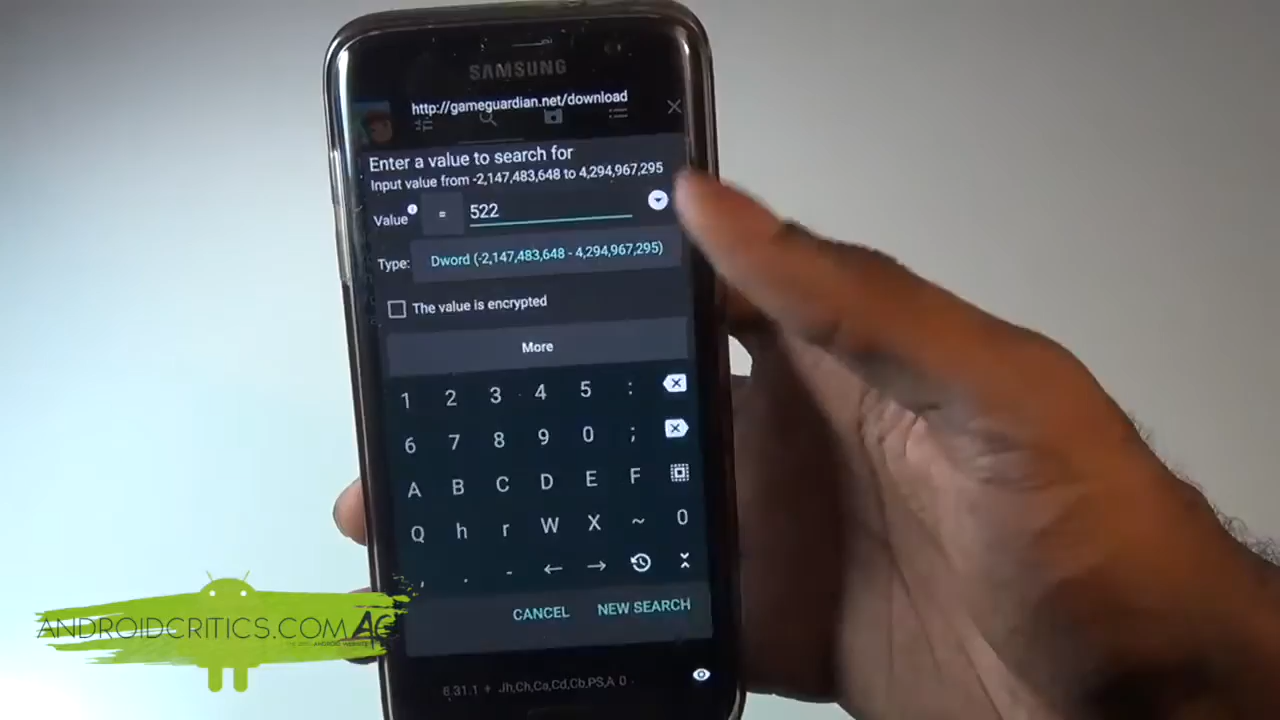 SAMSUNG
http://gameguardian.net/download
Enter a value to search for
Input value from -2,147,483,648 to 4,294,967,295
Value = 522
Type: Dword (-2,147,483,648 - 4,294,967,295)
The value is encrypted
More
1 2 3 4 5 :
6 7 8 9 0 ;
A B C D E F
Q h r W X ~ 0
, . - ← →
CANCEL NEW SEARCH
ANDROIDCRITICS.COM AC